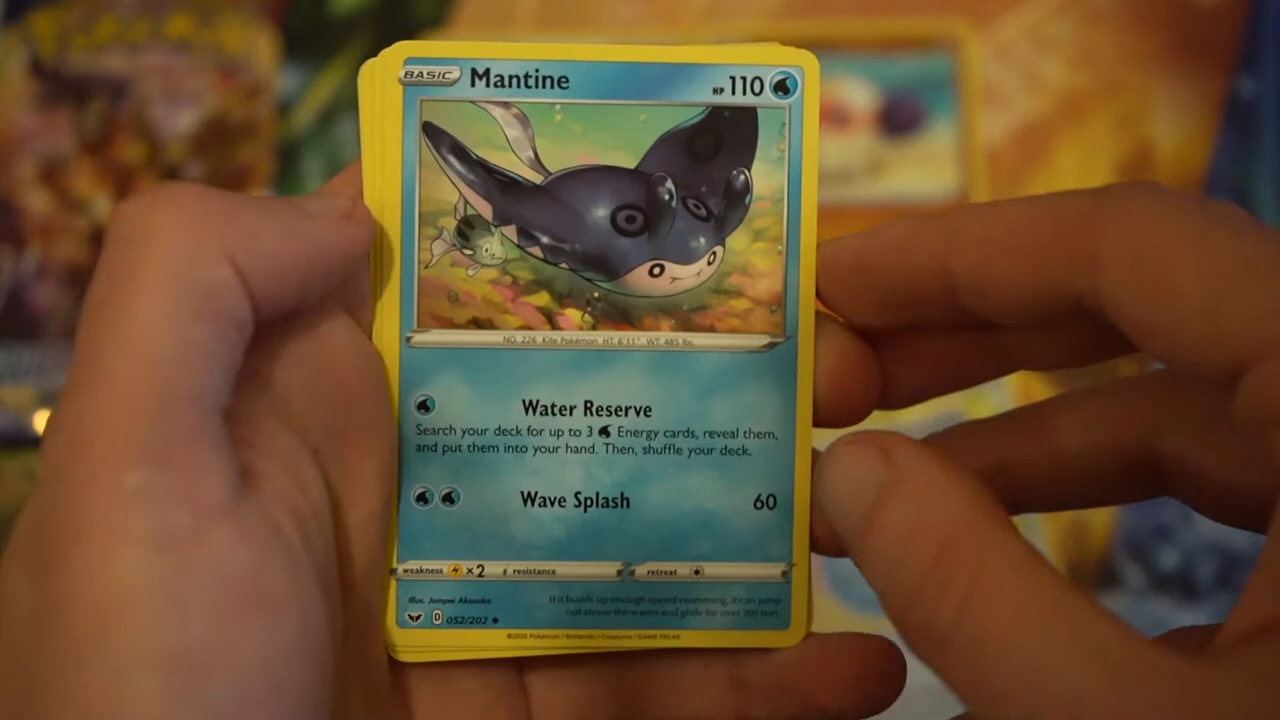 BASIC Mantine HP 110
NO. 226 Kite Pokémon HT. 6'11" WT. 485 lbs.
Water Reserve
Search your deck for up to 3 Energy cards, reveal them,
and put them into your hand. Then, shuffle your deck.
Wave Splash 60
weakness ×2 resistance retreat
Illus. Jumpei Akasaka
If it builds up enough speed swimming, it can jump
out above the waves and glide for over 300 feet.
D 052/202
©2020 Pokémon / Nintendo / Creatures / GAME FREAK